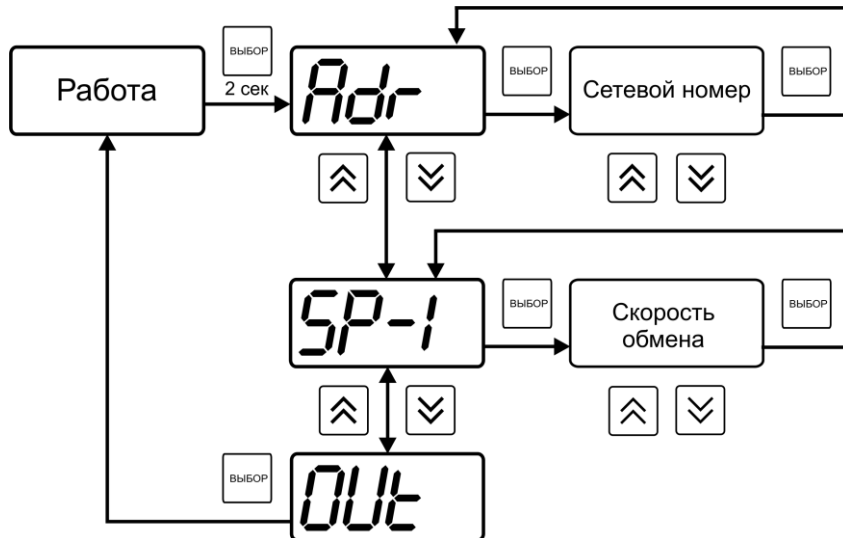 ВЫБОР
Работа
2 сек
Adr
ВЫБОР
Сетевой номер
ВЫБОР
SP-1
ВЫБОР
Скорость
обмена
ВЫБОР
ВЫБОР
OUt